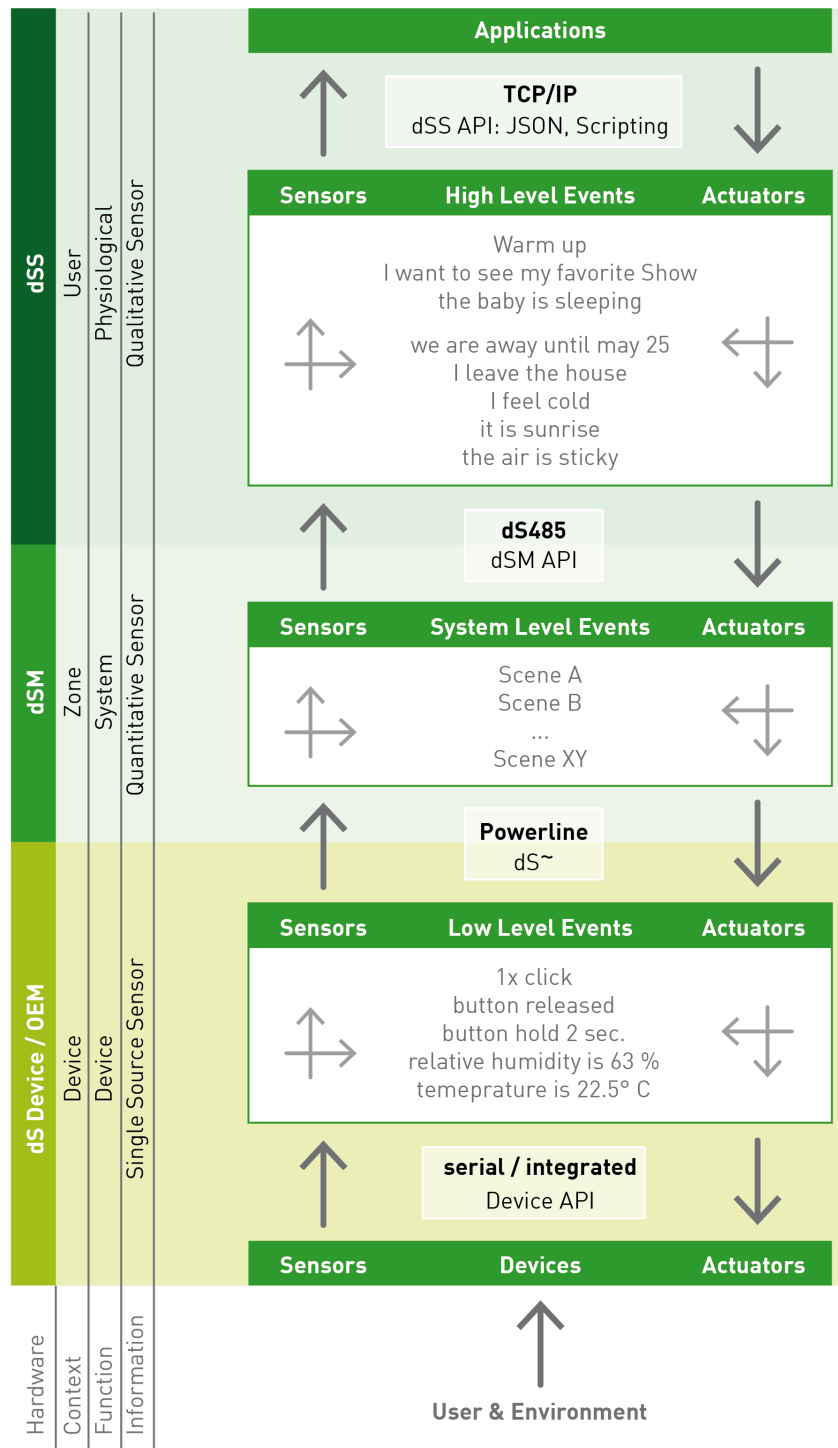 Applications
TCP/IP
dSS API: JSON, Scripting
Sensors High Level Events Actuators
Warm up
I want to see my favorite Show
the baby is sleeping
we are away until may 25
I leave the house
I feel cold
it is sunrise
the air is sticky
dSS
User
Physiological
Qualitative Sensor
dS485
dSM API
Sensors System Level Events Actuators
Scene A
Scene B
...
Scene XY
dSM
Zone
System
Quantitative Sensor
Powerline
dS~
Sensors Low Level Events Actuators
1x click
button released
button hold 2 sec.
relative humidity is 63 %
temeprature is 22.5° C
dS Device / OEM
Device
Device
Single Source Sensor
serial / integrated
Device API
Sensors Devices Actuators
Hardware
Context
Function
Information
User & Environment